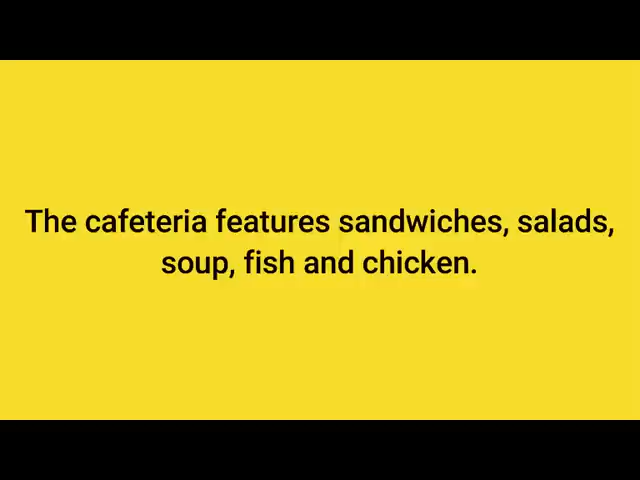 The cafeteria features sandwiches, salads,
soup, fish and chicken.